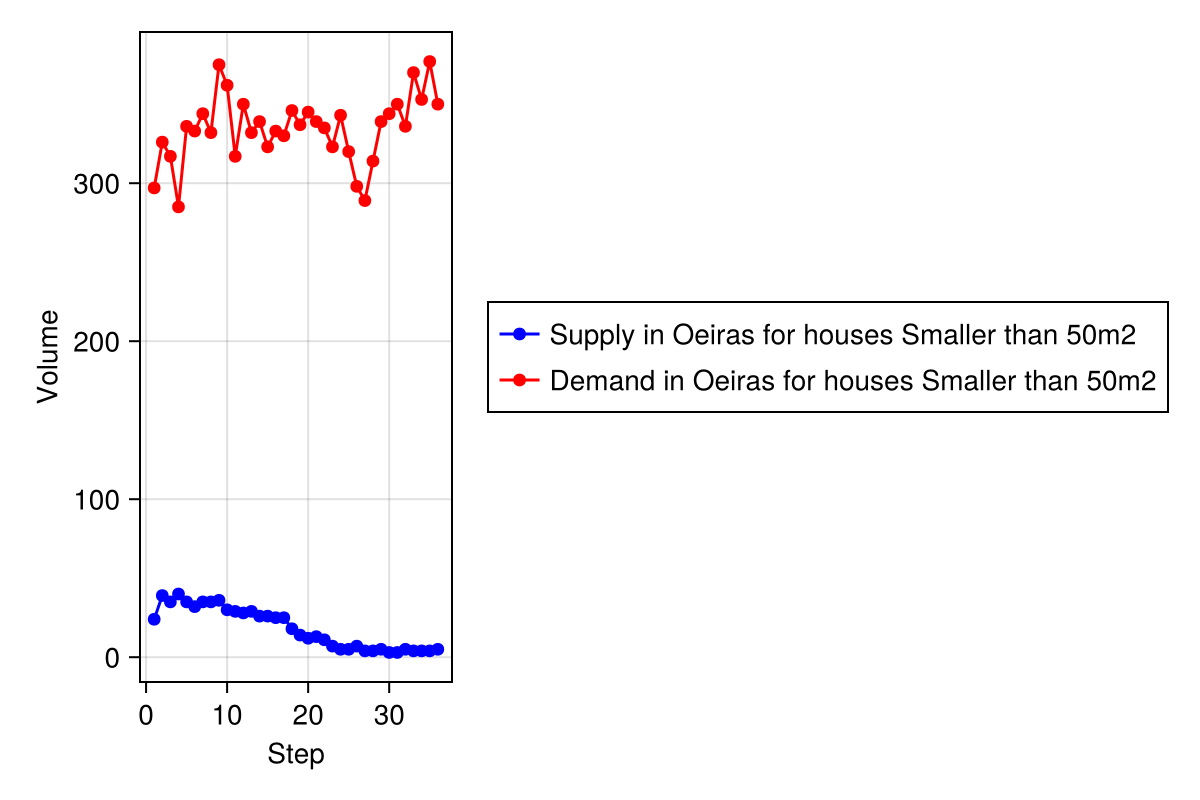 Volume
300
200
100
0
0 10 20 30
Step
Supply in Oeiras for houses Smaller than 50m2
Demand in Oeiras for houses Smaller than 50m2